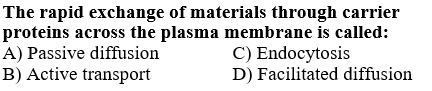 The rapid exchange of materials through carrier
proteins across the plasma membrane is called:
A) Passive diffusion C) Endocytosis
B) Active transport D) Facilitated diffusion